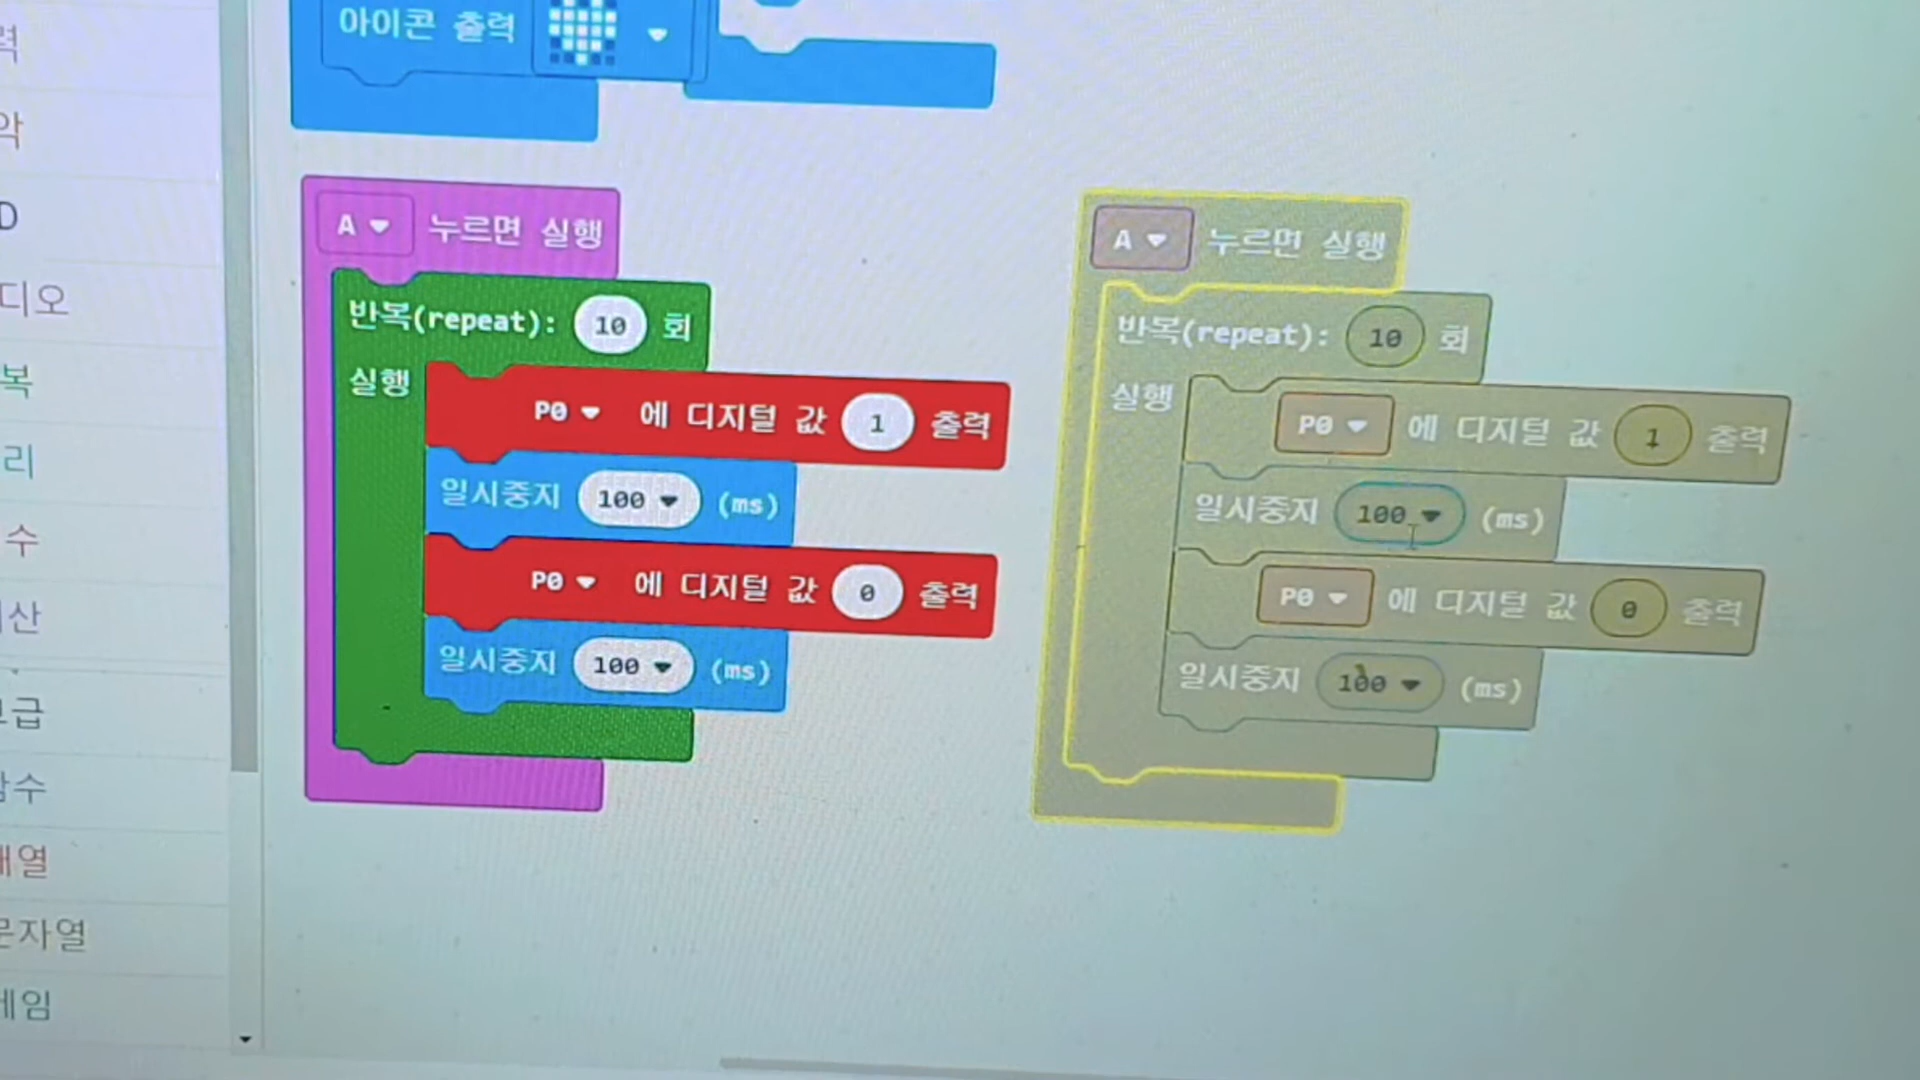 아이콘 출력
A 누르면 실행
반복(repeat): 10 회
실행
P0 에 디지털 값 1 출력
일시중지 100 (ms)
P0 에 디지털 값 0 출력
일시중지 100 (ms)
A 누르면 실행
반복(repeat): 10 회
실행
P0 에 디지털 값 1 출력
일시중지 100 (ms)
P0 에 디지털 값 0 출력
일시중지 100 (ms)
력
악
D
디오
복
리
수
산
급
수
열
문자열
게임